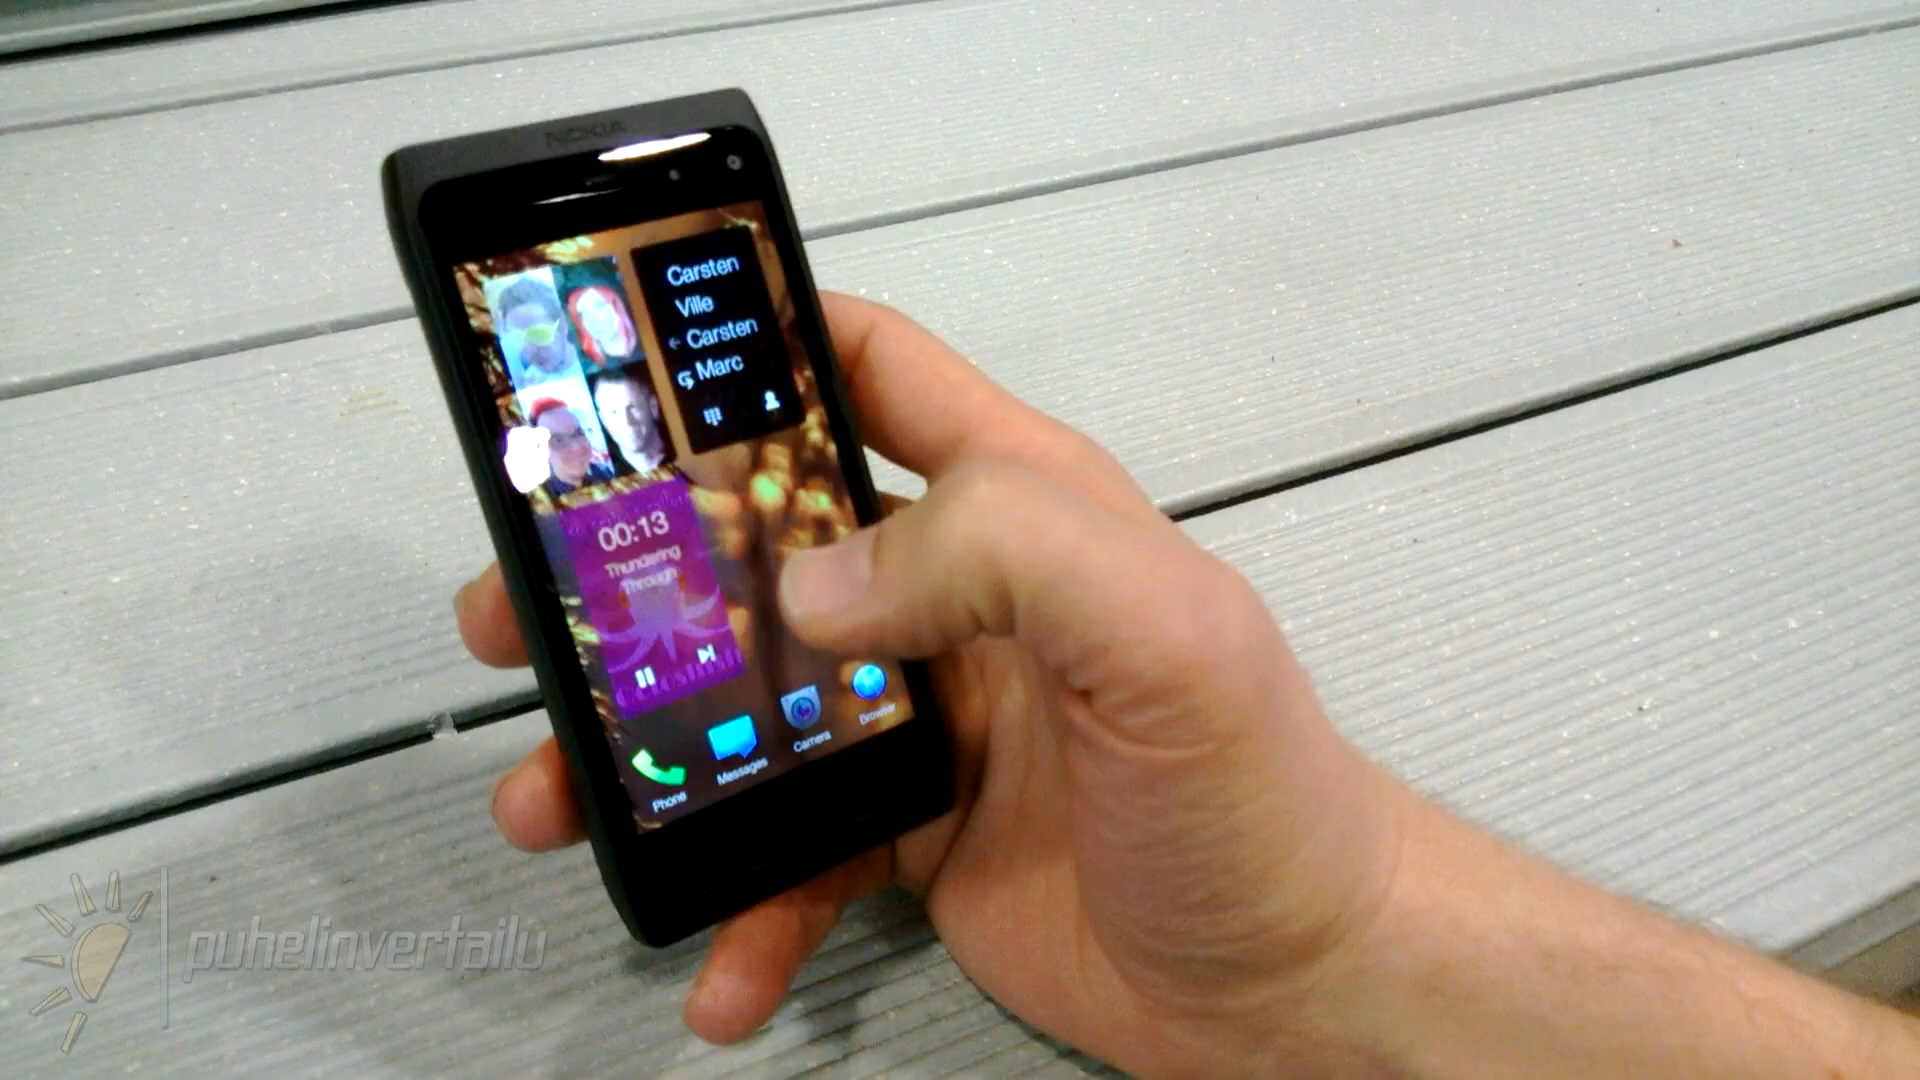 NOKIA
Carsten
Ville
← Carsten
Marc
00:13
Thundering
Through
Phone
Messages
Camera
Browser
puhelinvertailu